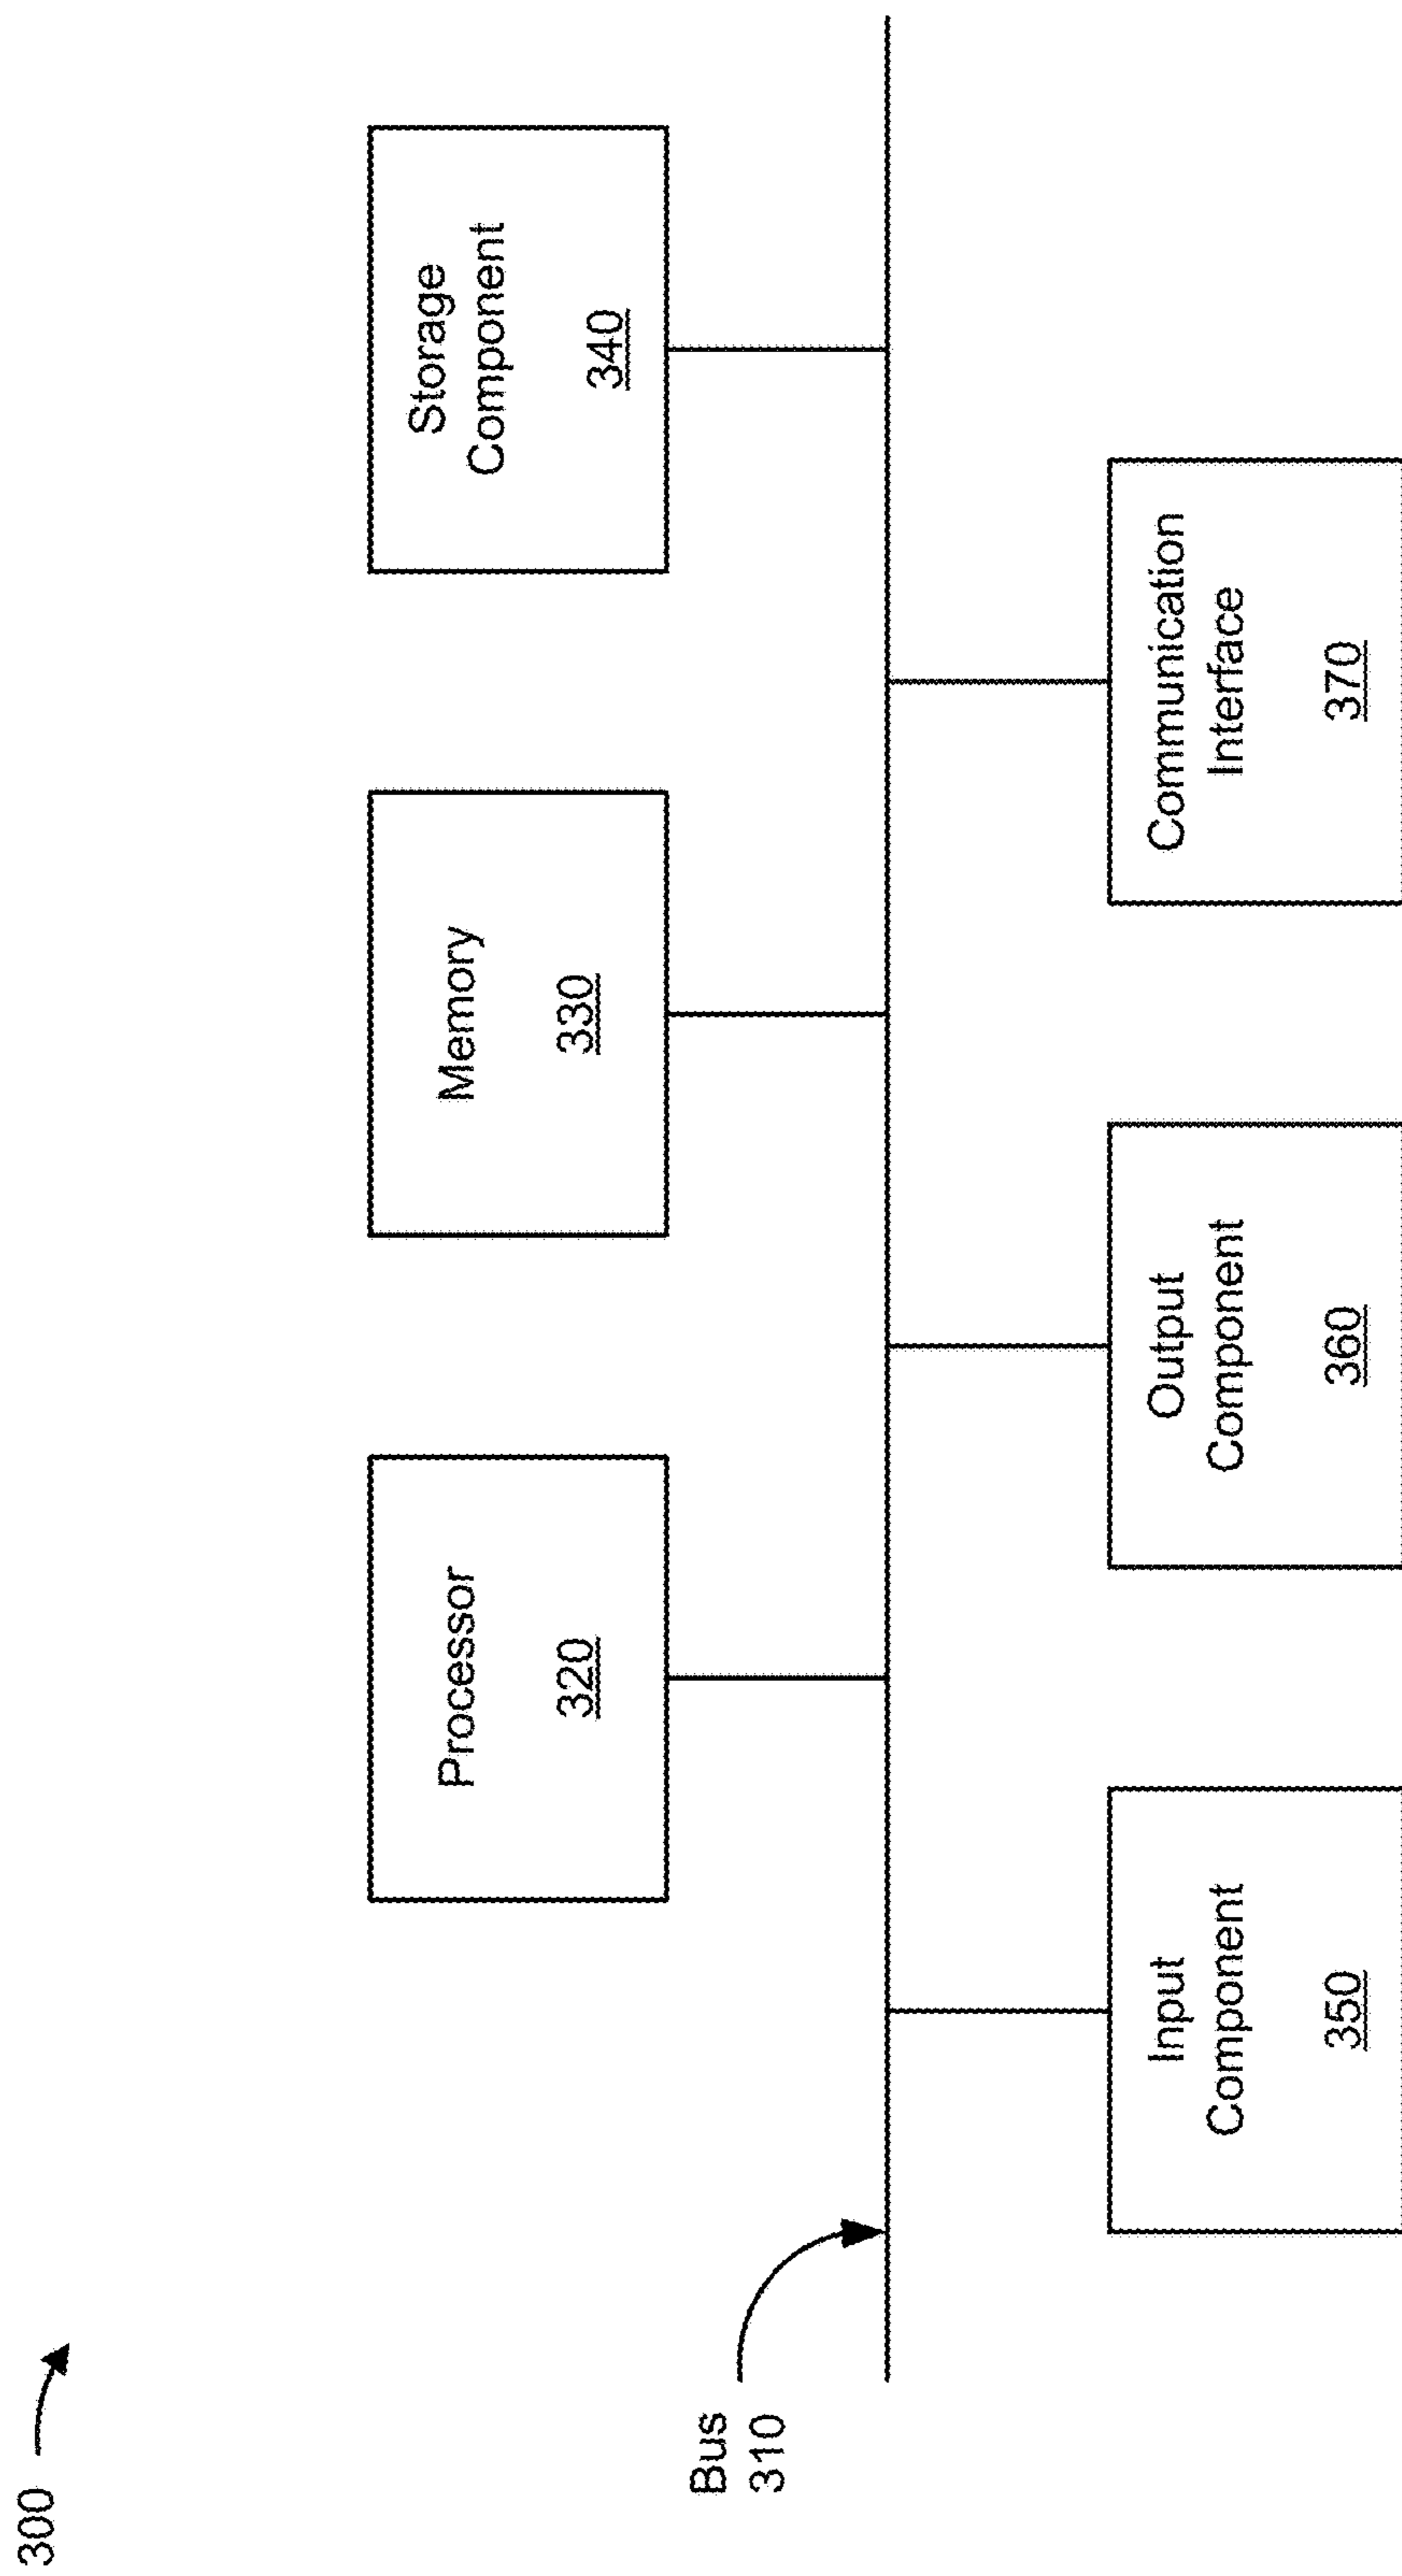 300
Processor
320
Memory
330
Storage
Component
340
Bus
310
Input
Component
350
Output
Component
360
Communication
Interface
370